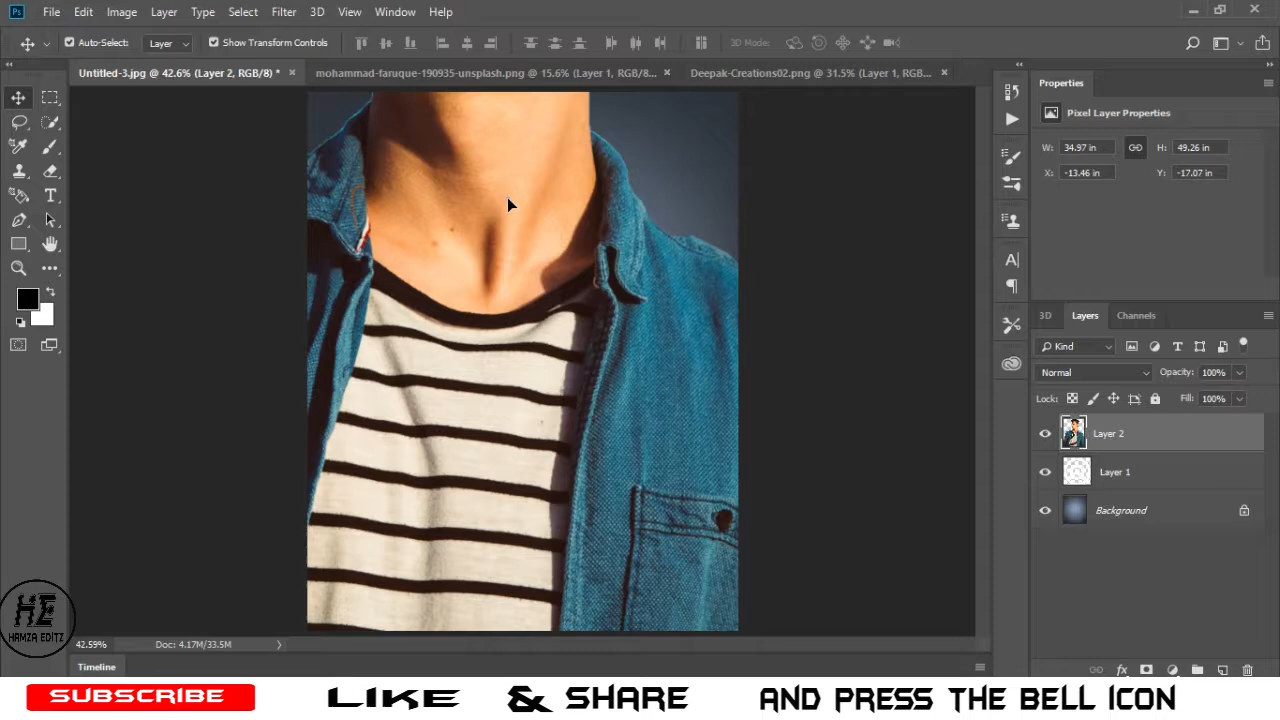 Ps File Edit Image Layer Type Select Filter 3D View Window Help
Auto-Select: Layer Show Transform Controls 3D Mode:
Untitled-3.jpg @ 42.6% (Layer 2, RGB/8) * × mohammad-faruque-190935-unsplash.png @ 15.6% (Layer 1, RGB/8... × Deepak-Creations02.png @ 31.5% (Layer 1, RGB... ×
Properties
Pixel Layer Properties
W: 34.97 in H: 49.26 in
X: -13.46 in Y: -17.07 in
3D Layers Channels
Kind
Normal Opacity: 100%
Lock: Fill: 100%
Layer 2
Layer 1
Background
HE
HAMZA EDITZ
42.59% Doc: 4.17M/33.5M
Timeline
fx
SUBSCRIBE LIKE & SHARE AND PRESS THE BELL ICON